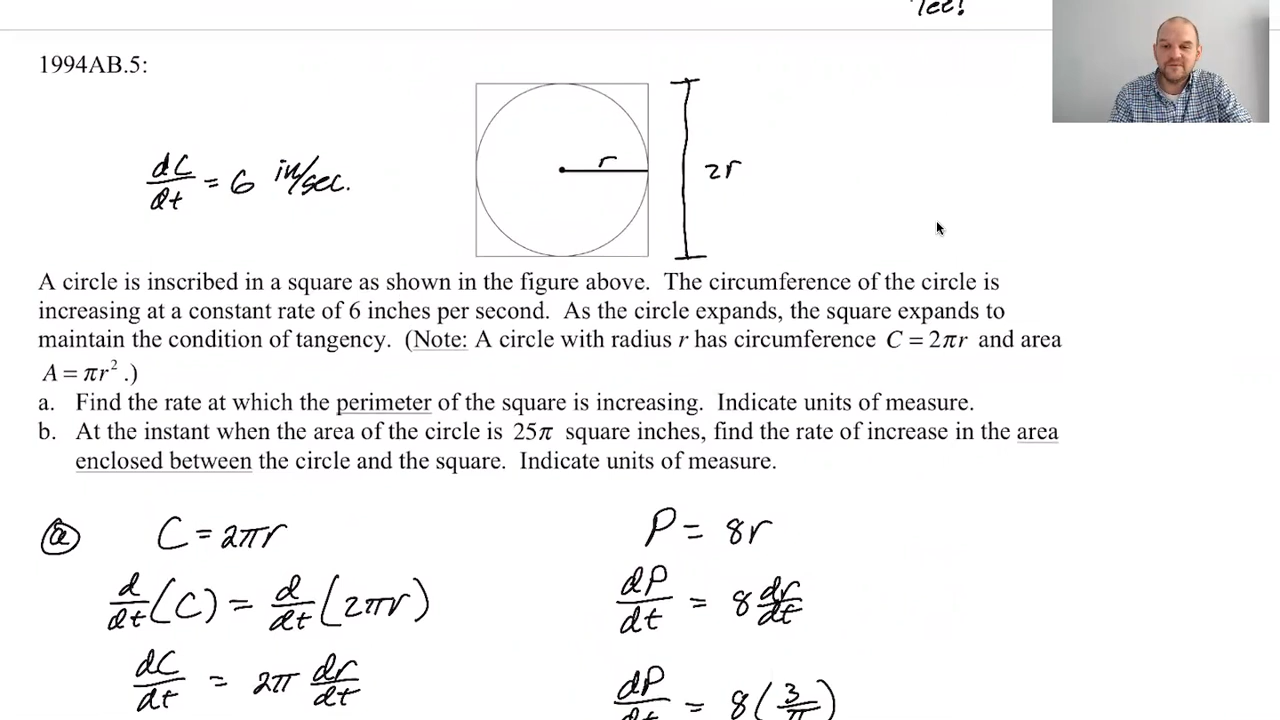 Tee!
1994AB.5:
dC/dt = 6 in/sec.
r
2r
A circle is inscribed in a square as shown in the figure above. The circumference of the circle is
increasing at a constant rate of 6 inches per second. As the circle expands, the square expands to
maintain the condition of tangency. (Note: A circle with radius r has circumference C = 2πr and area
A = πr².)
a. Find the rate at which the perimeter of the square is increasing. Indicate units of measure.
b. At the instant when the area of the circle is 25π square inches, find the rate of increase in the area
enclosed between the circle and the square. Indicate units of measure.
ⓐ C = 2πr
d/dt (C) = d/dt (2πr)
dC/dt = 2π dr/dt
P = 8r
dP/dt = 8 dr/dt
dP/dt = 8 (3/π)